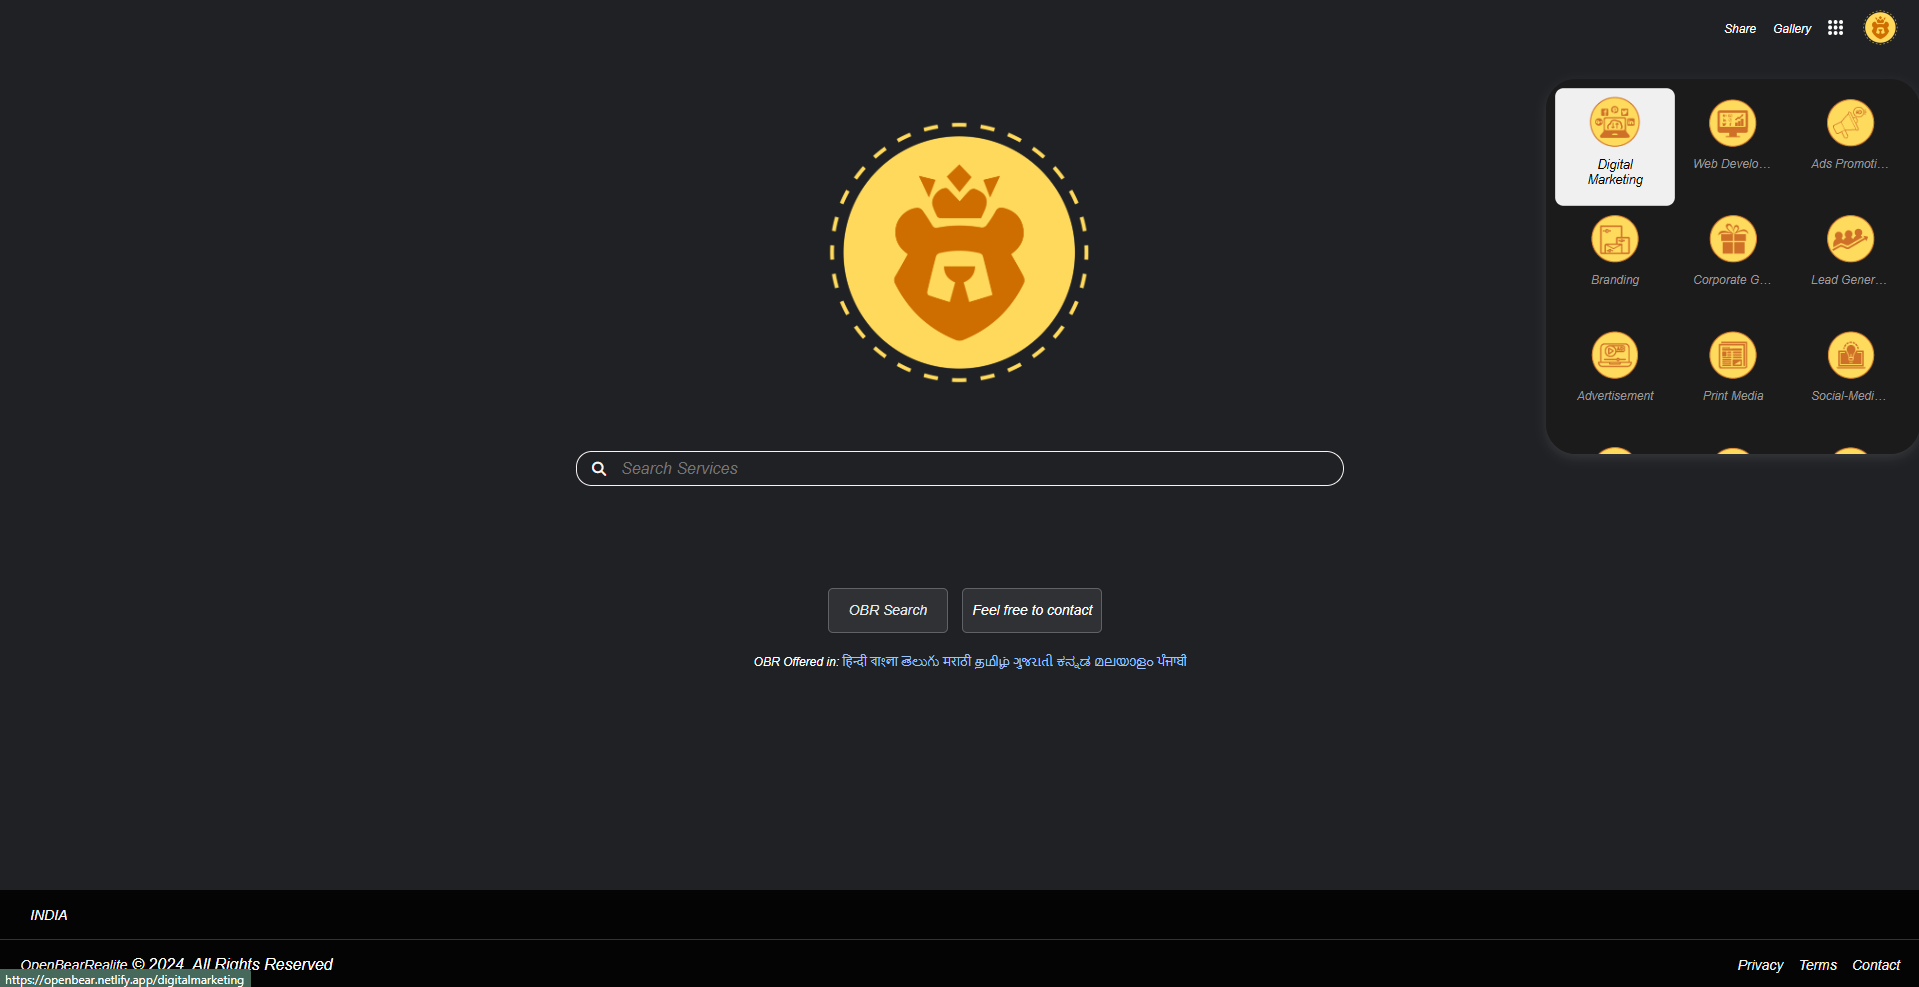 Share Gallery
Digital
Marketing
Web Develo...
Ads Promoti...
Branding
Corporate G...
Lead Gener...
Advertisement
Print Media
Social-Medi...
Search Services
OBR Search
Feel free to contact
OBR Offered in: हिन्दी বাংলা తెలుగు मराठी தமிழ் ગુજરાતી ಕನ್ನಡ മലയാളം ਪੰਜਾਬੀ
INDIA
OpenBearRealife © 2024, All Rights Reserved
https://openbear.netlify.app/digitalmarketing
Privacy Terms Contact